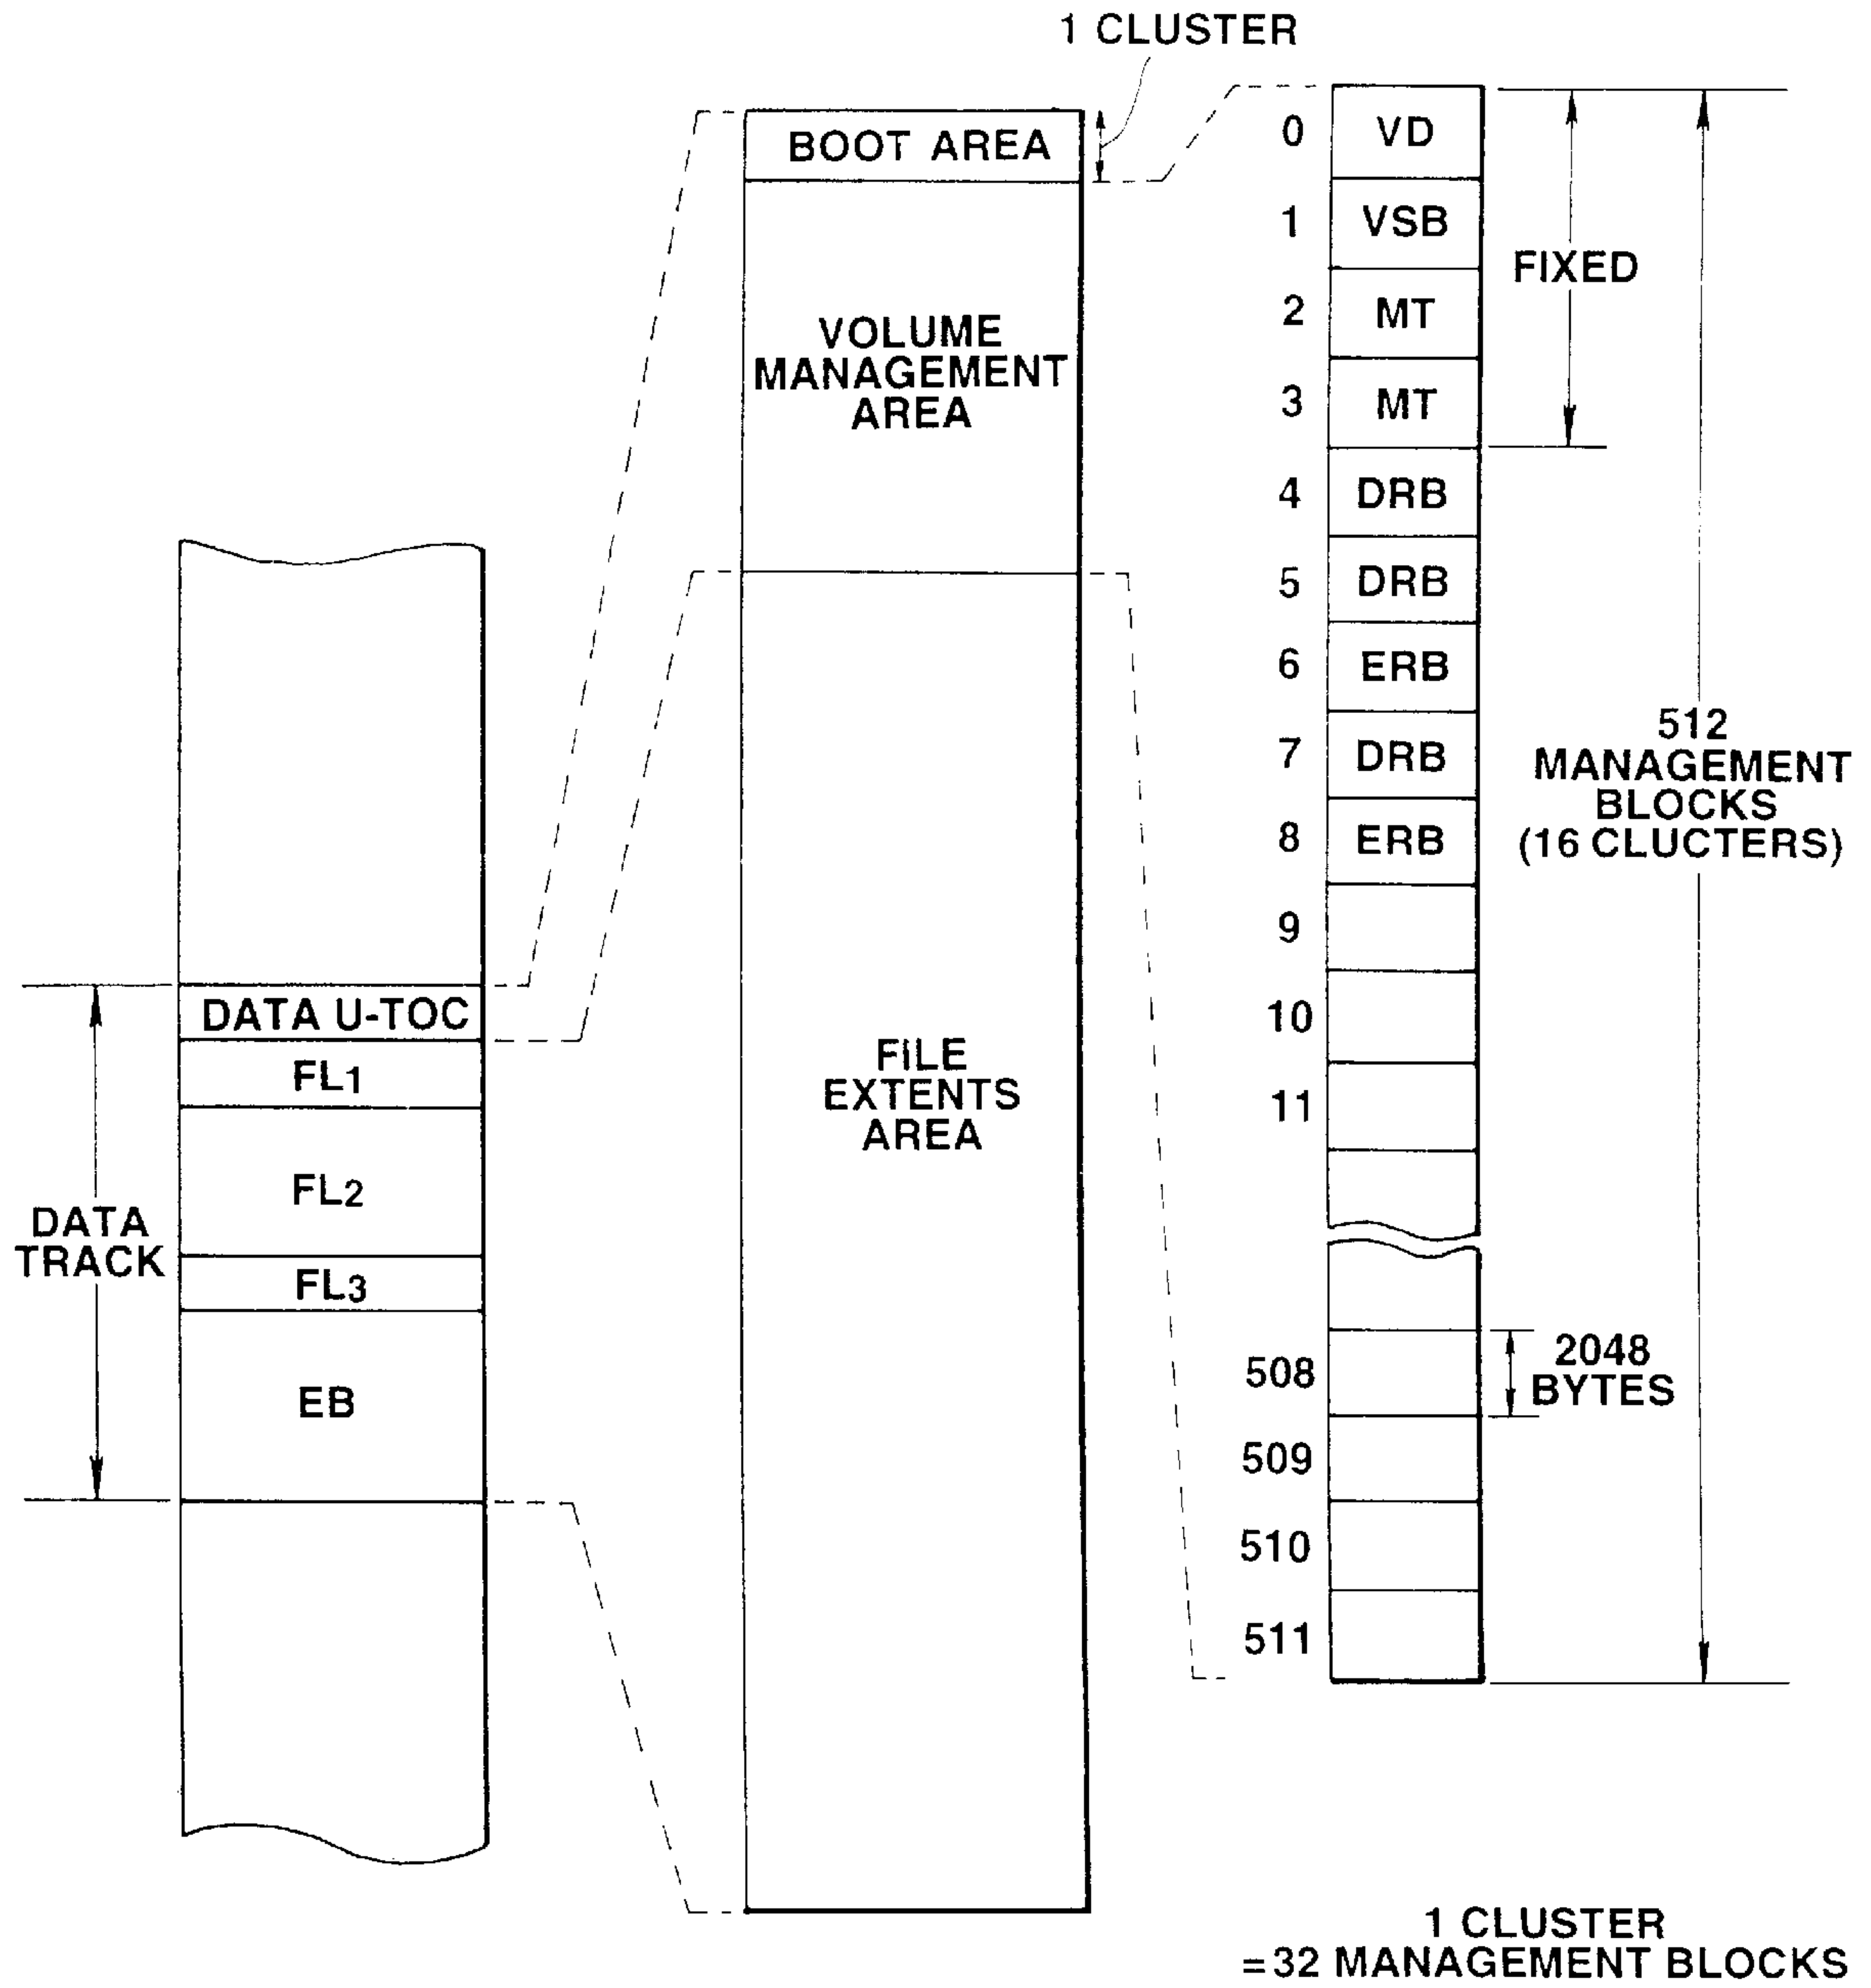 1 CLUSTER
BOOT AREA
VOLUME
MANAGEMENT
AREA
FILE
EXTENTS
AREA
DATA U-TOC
FL1
FL2
FL3
EB
DATA
TRACK
0 VD
1 VSB
2 MT
3 MT
4 DRB
5 DRB
6 ERB
7 DRB
8 ERB
9
10
11
508
509
510
511
FIXED
512
MANAGEMENT
BLOCKS
(16 CLUCTERS)
2048
BYTES
1 CLUSTER
=32 MANAGEMENT BLOCKS